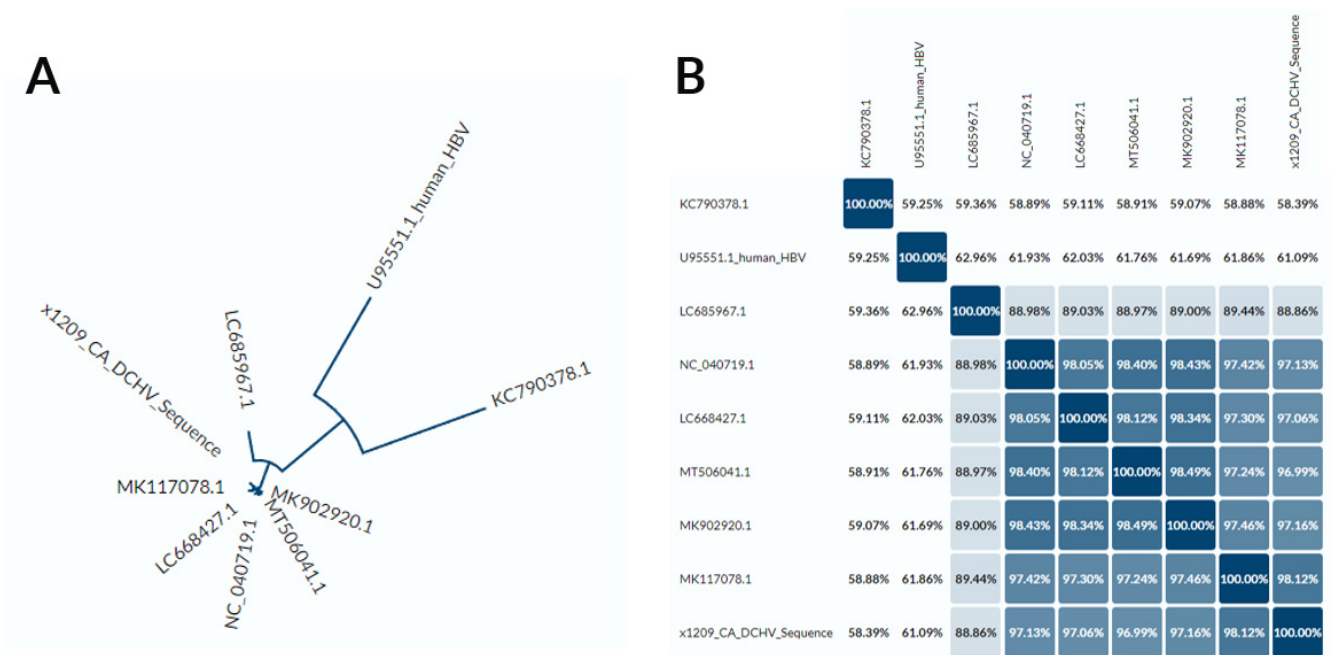 A
U95551.1_human_HBV
KC790378.1
LC685967.1
x1209_CA_DCHV_Sequence
MK117078.1
MK902920.1
LC668427.1
NC_040719.1
MT506041.1
B
KC790378.1 U95551.1_human_HBV LC685967.1 NC_040719.1 LC668427.1 MT506041.1 MK902920.1 MK117078.1 x1209_CA_DCHV_Sequence
KC790378.1 100.00% 59.25% 59.36% 58.89% 59.11% 58.91% 59.07% 58.88% 58.39%
U95551.1_human_HBV 59.25% 100.00% 62.96% 61.93% 62.03% 61.76% 61.69% 61.86% 61.09%
LC685967.1 59.36% 62.96% 100.00% 88.98% 89.03% 88.97% 89.00% 89.44% 88.86%
NC_040719.1 58.89% 61.93% 88.98% 100.00% 98.05% 98.40% 98.43% 97.42% 97.13%
LC668427.1 59.11% 62.03% 89.03% 98.05% 100.00% 98.12% 98.34% 97.30% 97.06%
MT506041.1 58.91% 61.76% 88.97% 98.40% 98.12% 100.00% 98.49% 97.24% 96.99%
MK902920.1 59.07% 61.69% 89.00% 98.43% 98.34% 98.49% 100.00% 97.46% 97.16%
MK117078.1 58.88% 61.86% 89.44% 97.42% 97.30% 97.24% 97.46% 100.00% 98.12%
x1209_CA_DCHV_Sequence 58.39% 61.09% 88.86% 97.13% 97.06% 96.99% 97.16% 98.12% 100.00%